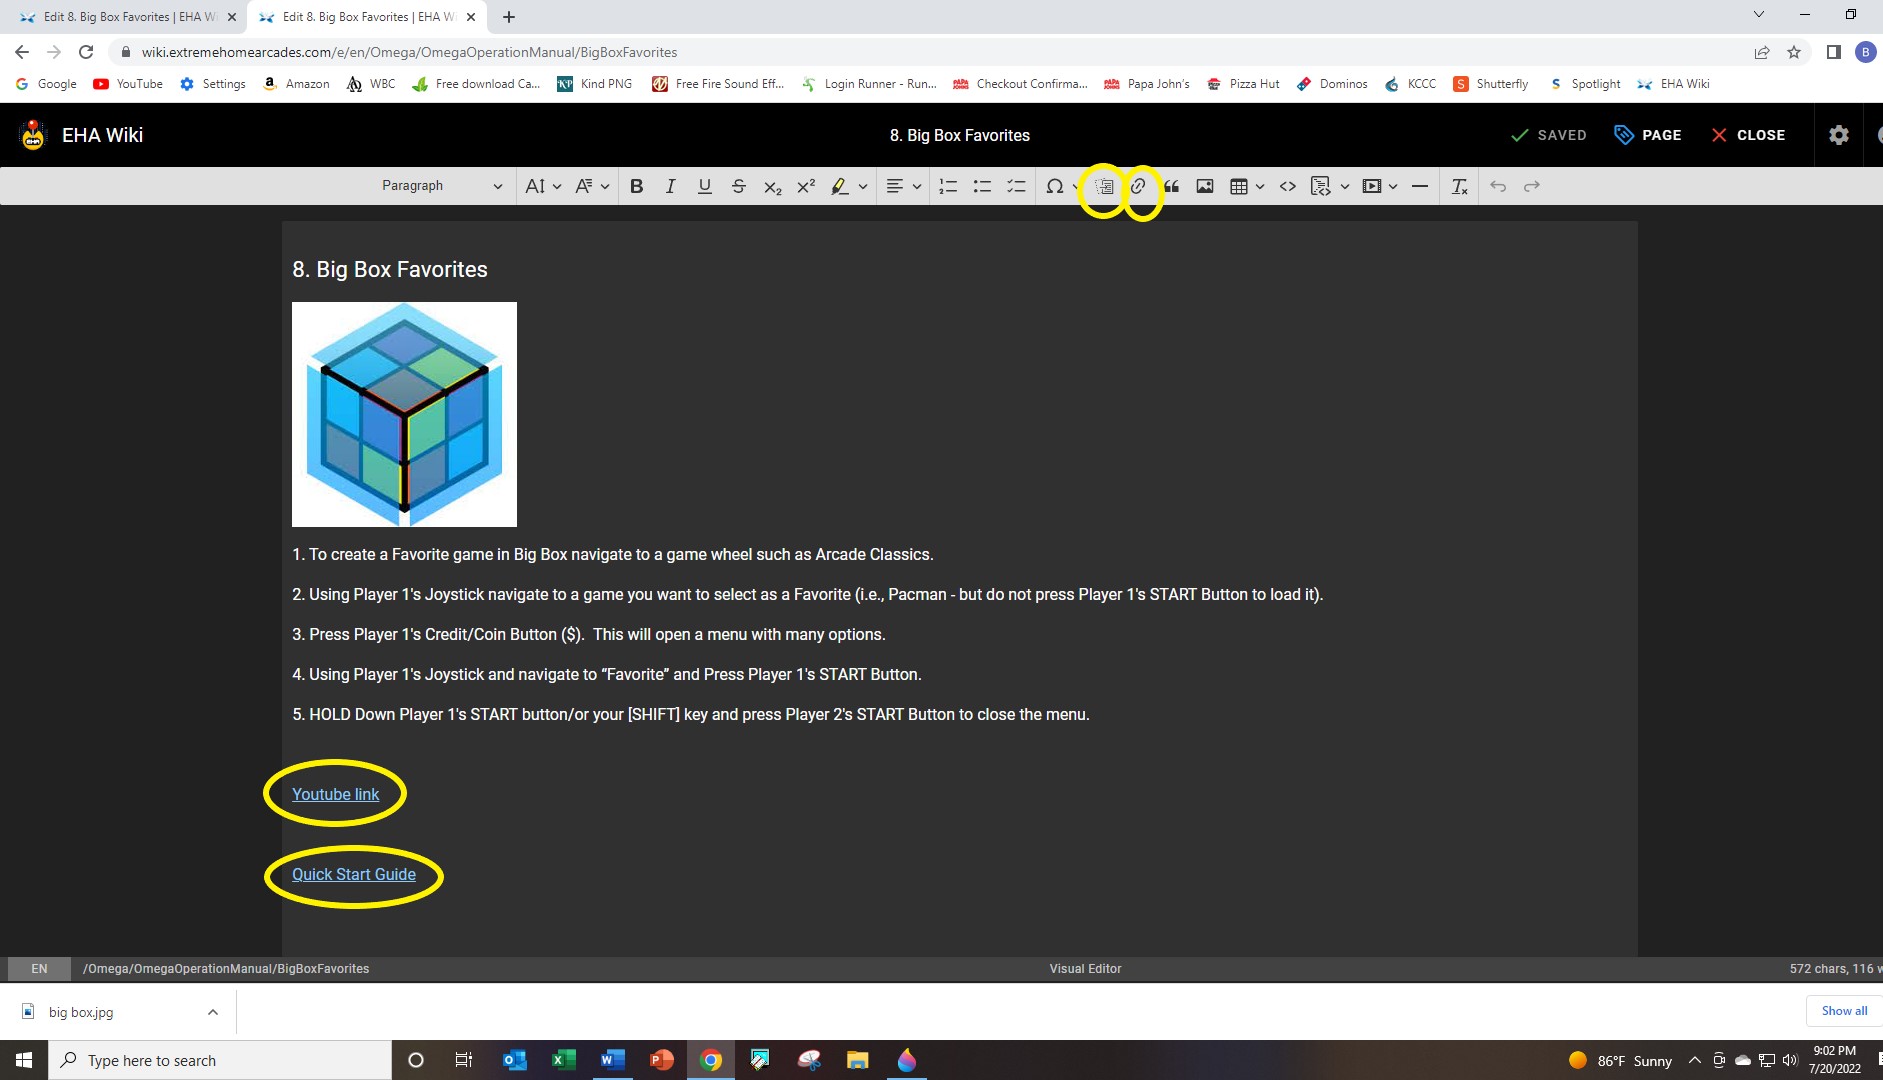 Edit 8. Big Box Favorites | EHA W
Edit 8. Big Box Favorites | EHA W
wiki.extremehomearcades.com/e/en/Omega/OmegaOperationManual/BigBoxFavorites
B
Google YouTube Settings Amazon WBC Free download Ca... Kind PNG Free Fire Sound Eff... Login Runner - Run... Checkout Confirma... Papa John's Pizza Hut Dominos KCCC Shutterfly Spotlight EHA Wiki
EHA Wiki
8. Big Box Favorites
SAVED PAGE CLOSE
Paragraph
8. Big Box Favorites
1. To create a Favorite game in Big Box navigate to a game wheel such as Arcade Classics.
2. Using Player 1's Joystick navigate to a game you want to select as a Favorite (i.e., Pacman - but do not press Player 1's START Button to load it).
3. Press Player 1's Credit/Coin Button ($).  This will open a menu with many options.
4. Using Player 1's Joystick and navigate to “Favorite” and Press Player 1's START Button.
5. HOLD Down Player 1's START button/or your [SHIFT] key and press Player 2's START Button to close the menu.
Youtube link
Quick Start Guide
EN /Omega/OmegaOperationManual/BigBoxFavorites Visual Editor 572 chars, 116 w
big box.jpg
Show all
Type here to search
86°F Sunny
9:02 PM
7/20/2022